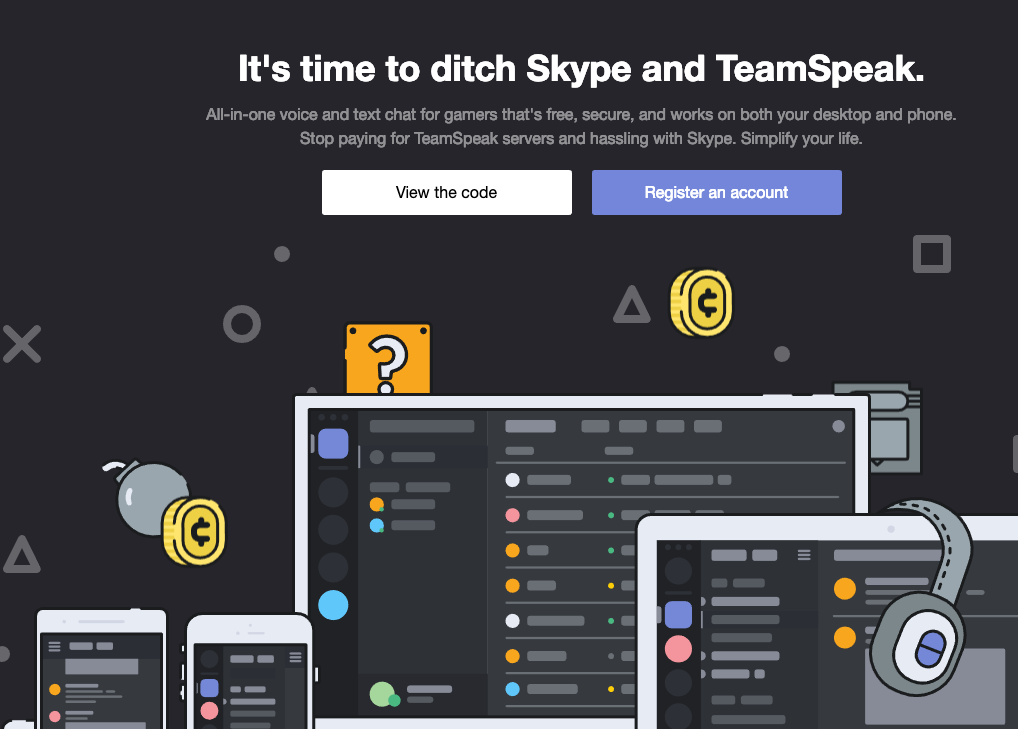 It's time to ditch Skype and TeamSpeak.
All-in-one voice and text chat for gamers that's free, secure, and works on both your desktop and phone.
Stop paying for TeamSpeak servers and hassling with Skype. Simplify your life.
View the code
Register an account
?
¢
¢